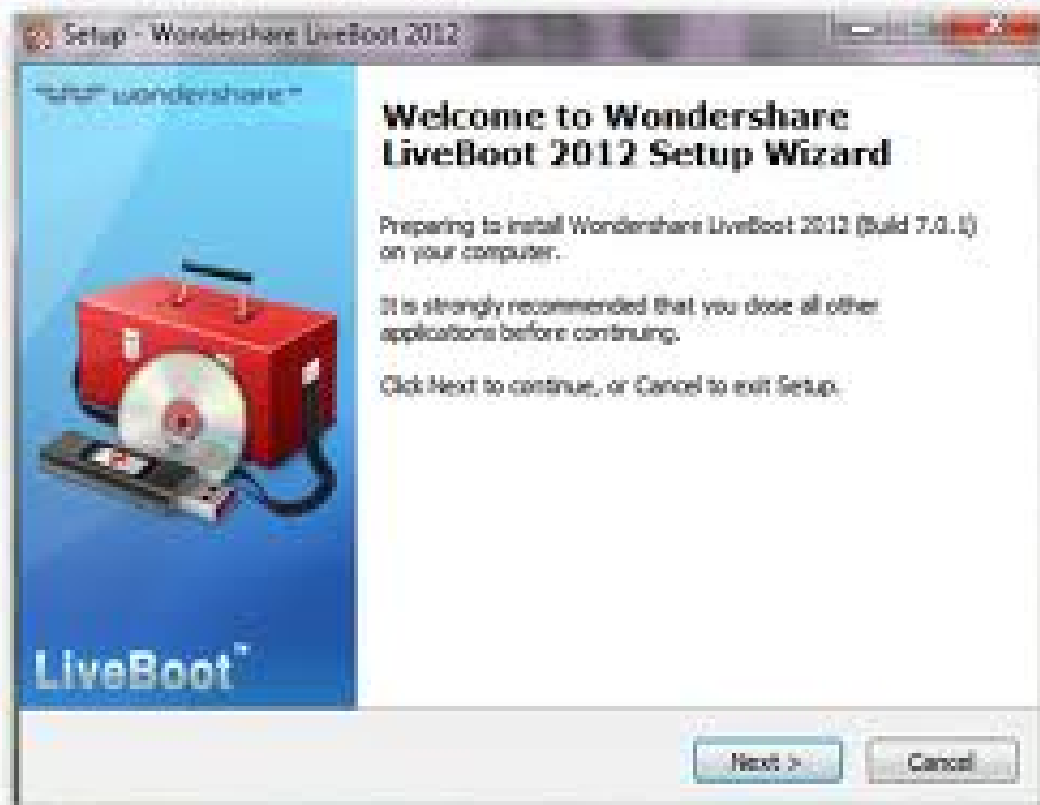 Setup - Wondershare LiveBoot 2012
wondershare™
Welcome to Wondershare
LiveBoot 2012 Setup Wizard
Preparing to install Wondershare LiveBoot 2012 (Build 7.0.1)
on your computer.
It is strongly recommended that you close all other
applications before continuing.
Click Next to continue, or Cancel to exit Setup.
LiveBoot™
Next >
Cancel